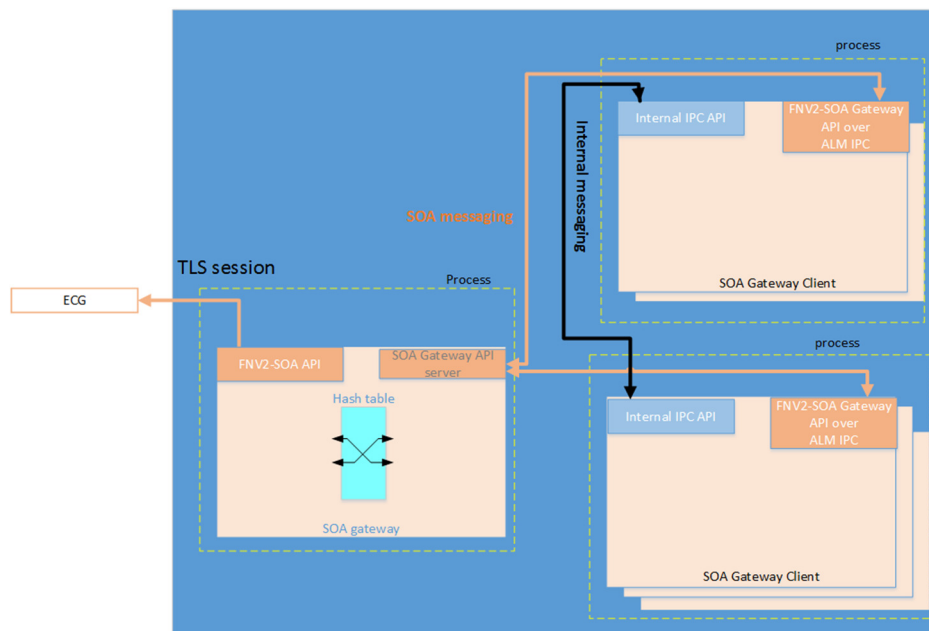 process
Internal IPC API
FNV2-SOA Gateway
API over
ALM IPC
Internal messaging
SOA messaging
SOA Gateway Client
TLS session
Process
ECG
process
FNV2-SOA API
SOA Gateway API
server
Hash table
Internal IPC API
FNV2-SOA Gateway
API over
ALM IPC
SOA gateway
SOA Gateway Client